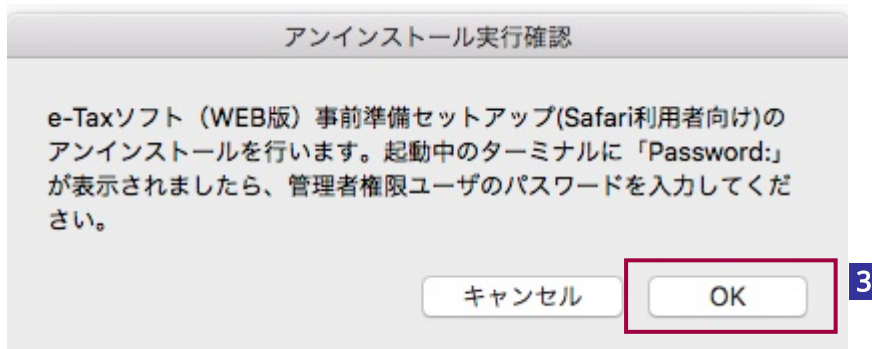 アンインストール実行確認
e-Taxソフト（WEB版）事前準備セットアップ(Safari利用者向け)の
アンインストールを行います。起動中のターミナルに「Password:」
が表示されましたら、管理者権限ユーザのパスワードを入力してくだ
さい。
キャンセル OK 3